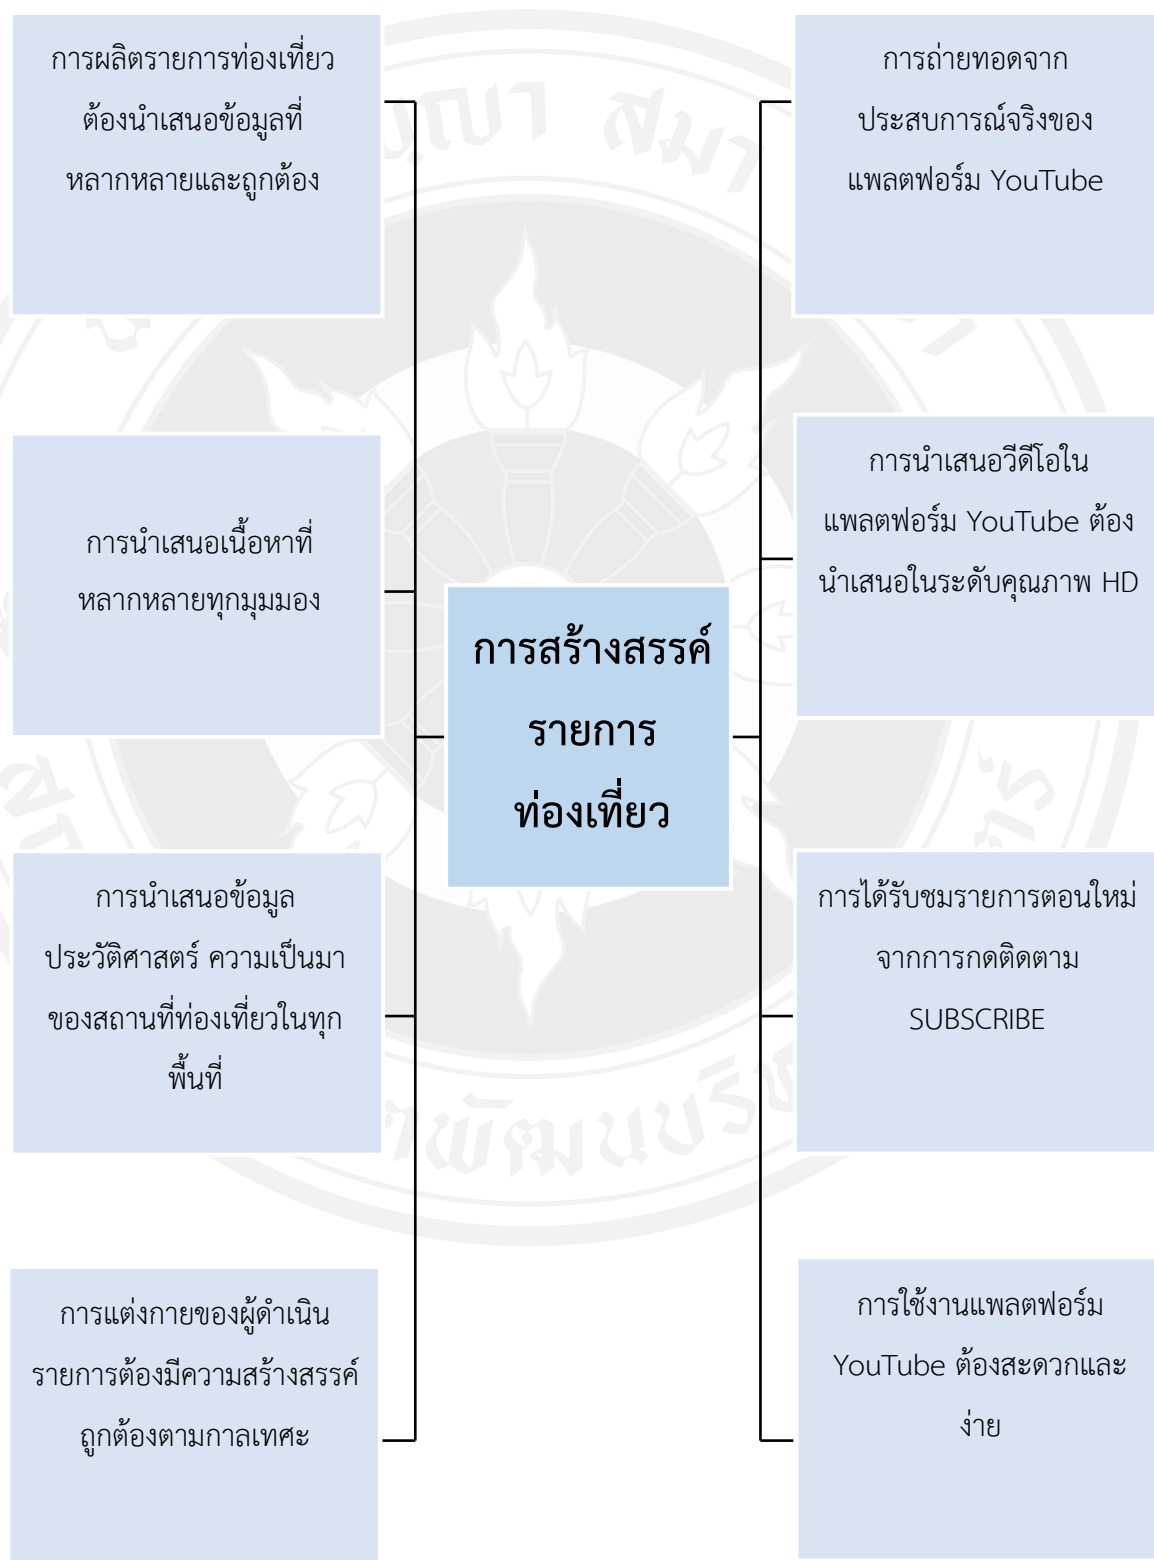 การผลิตรายการท่องเที่ยว
ต้องนำเสนอข้อมูลที่
หลากหลายและถูกต้อง
การนำเสนอเนื้อหาที่
หลากหลายทุกมุมมอง
การนำเสนอข้อมูล
ประวัติศาสตร์ ความเป็นมา
ของสถานที่ท่องเที่ยวในทุก
พื้นที่
การแต่งกายของผู้ดำเนิน
รายการต้องมีความสร้างสรรค์
ถูกต้องตามกาลเทศะ
การสร้างสรรค์
รายการ
ท่องเที่ยว
การถ่ายทอดจาก
ประสบการณ์จริงของ
แพลตฟอร์ม YouTube
การนำเสนอวีดีโอใน
แพลตฟอร์ม YouTube ต้อง
นำเสนอในระดับคุณภาพ HD
การได้รับชมรายการตอนใหม่
จากการกดติดตาม
SUBSCRIBE
การใช้งานแพลตฟอร์ม
YouTube ต้องสะดวกและ
ง่าย